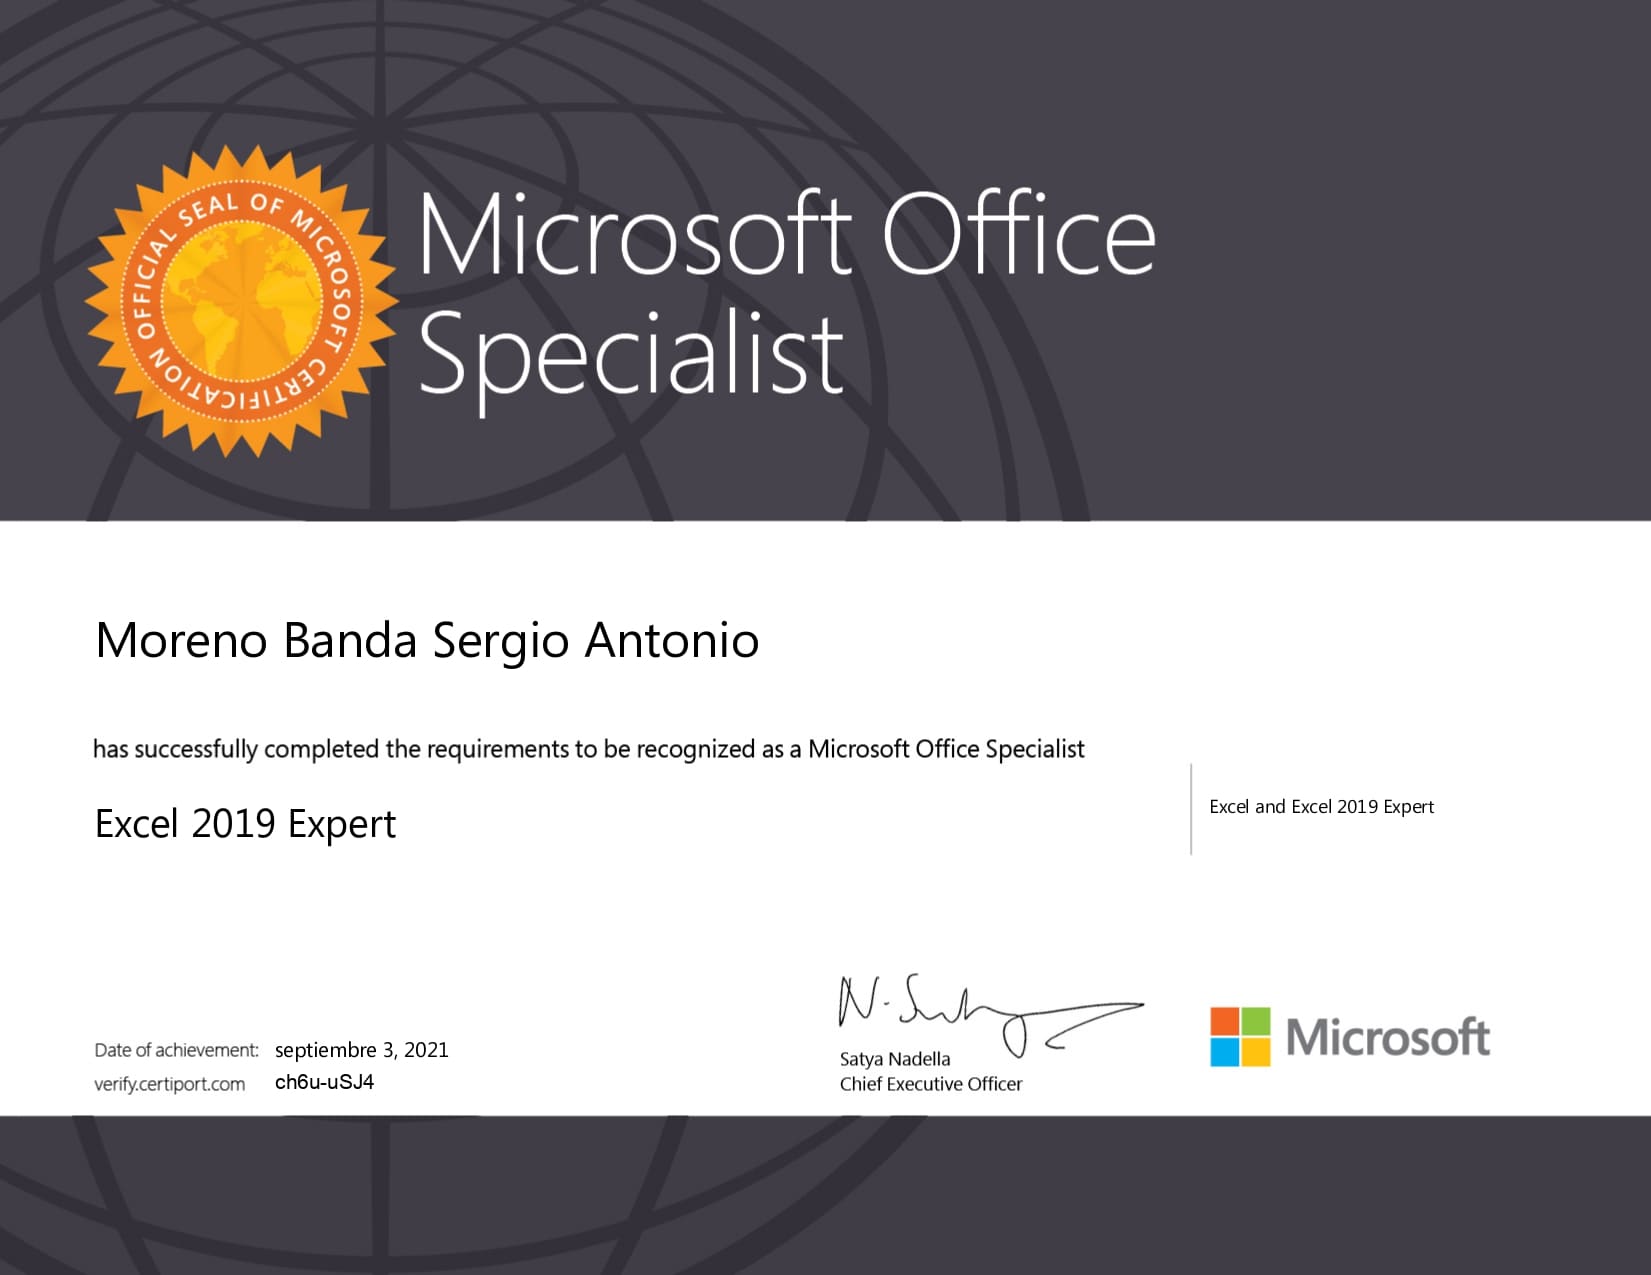 OFFICIAL SEAL OF MICROSOFT CERTIFICATION
Microsoft Office
Specialist
Moreno Banda Sergio Antonio
has successfully completed the requirements to be recognized as a Microsoft Office Specialist
Excel 2019 Expert
Excel and Excel 2019 Expert
Date of achievement: septiembre 3, 2021
verify.certiport.com ch6u-uSJ4
Satya Nadella
Chief Executive Officer
Microsoft